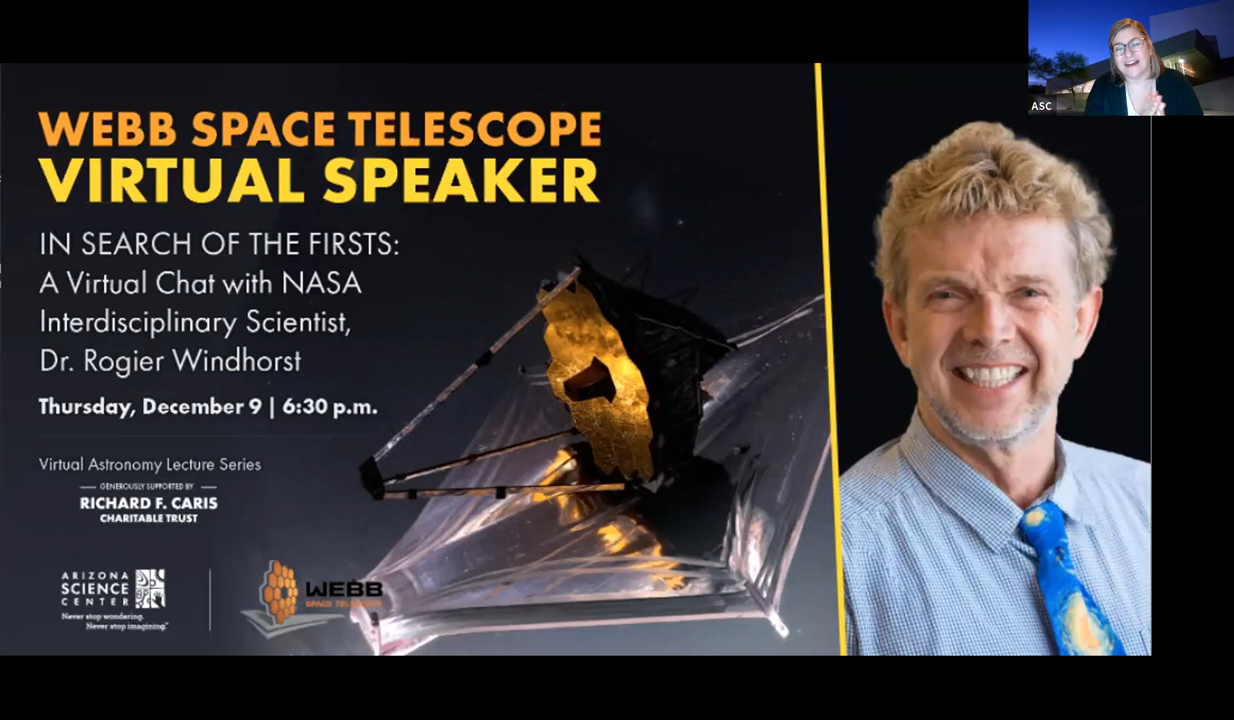 WEBB SPACE TELESCOPE
VIRTUAL SPEAKER
IN SEARCH OF THE FIRSTS:
A Virtual Chat with NASA
Interdisciplinary Scientist,
Dr. Rogier Windhorst
Thursday, December 9 | 6:30 p.m.
Virtual Astronomy Lecture Series
GENEROUSLY SUPPORTED BY
RICHARD F. CARIS
CHARITABLE TRUST
ARIZONA
SCIENCE
CENTER
Never stop wondering.
Never stop imagining.™
WEBB
SPACE TELESCOPE
ASC